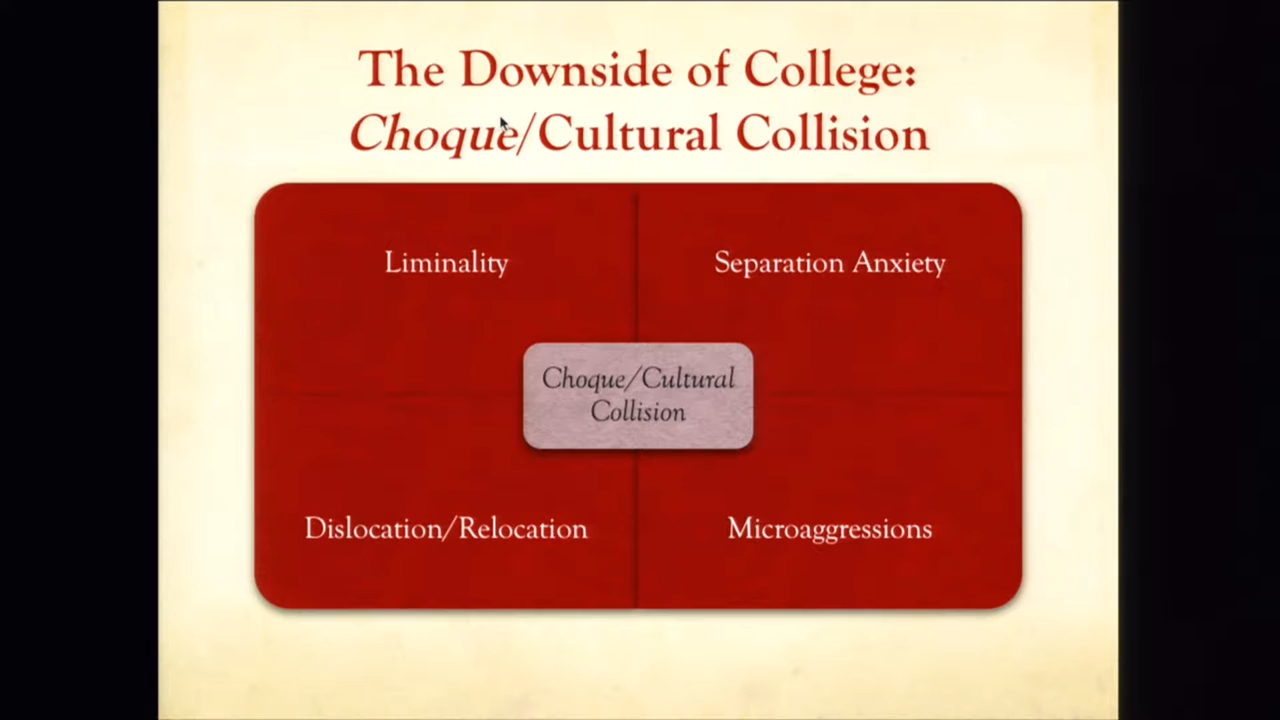 The Downside of College:
Choque/Cultural Collision
Liminality
Separation Anxiety
Choque/Cultural
Collision
Dislocation/Relocation
Microaggressions